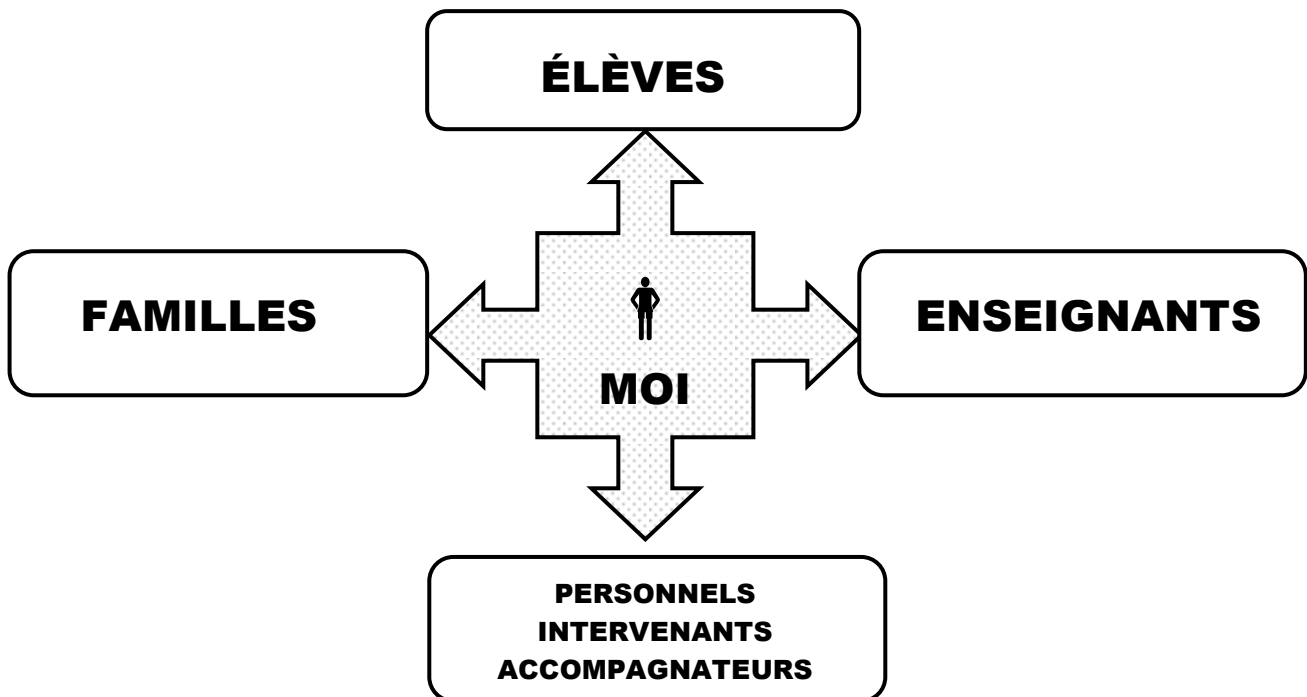 ÉLÈVES
FAMILLES
ENSEIGNANTS
MOI
PERSONNELS
INTERVENANTS
ACCOMPAGNATEURS